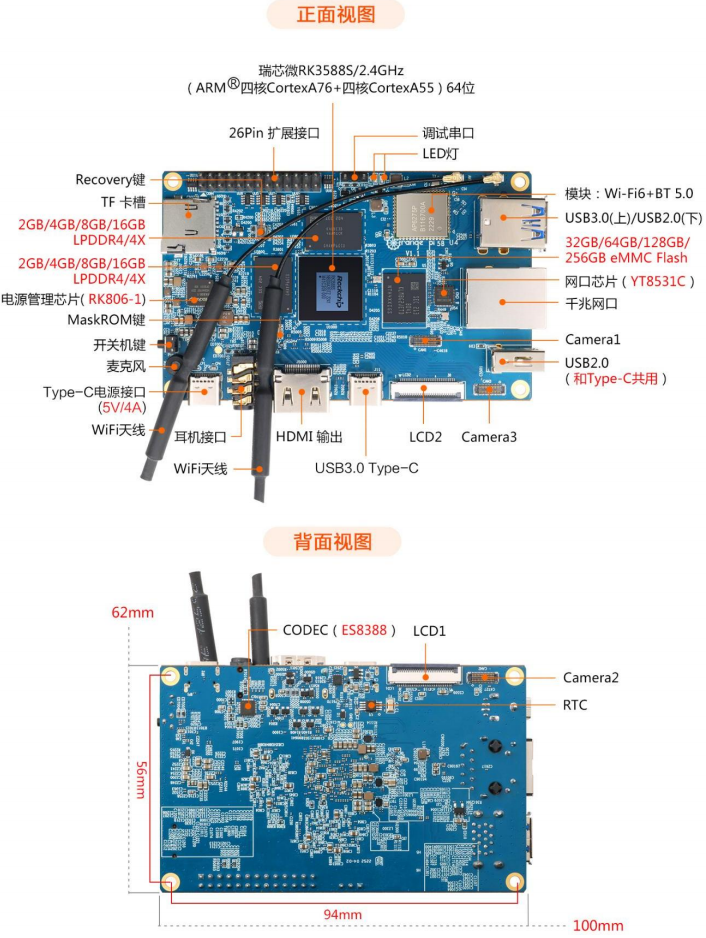 正面视图
瑞芯微RK3588S/2.4GHz
（ARM®四核CortexA76+四核CortexA55）64位
26Pin 扩展接口
调试串口
LED灯
Recovery键
TF 卡槽
2GB/4GB/8GB/16GB
LPDDR4/4X
2GB/4GB/8GB/16GB
LPDDR4/4X
电源管理芯片(RK806-1)
MaskROM键
开关机键
麦克风
Type-C电源接口
(5V/4A)
WiFi天线
耳机接口
WiFi天线
HDMI 输出
USB3.0 Type-C
LCD2
Camera3
模块：Wi-Fi6+BT 5.0
USB3.0(上)/USB2.0(下)
32GB/64GB/128GB/
256GB eMMC Flash
网口芯片（YT8531C）
千兆网口
Camera1
USB2.0
（和Type-C共用）
Rockchip
背面视图
62mm
CODEC（ES8388）
LCD1
Camera2
RTC
56mm
94mm
100mm